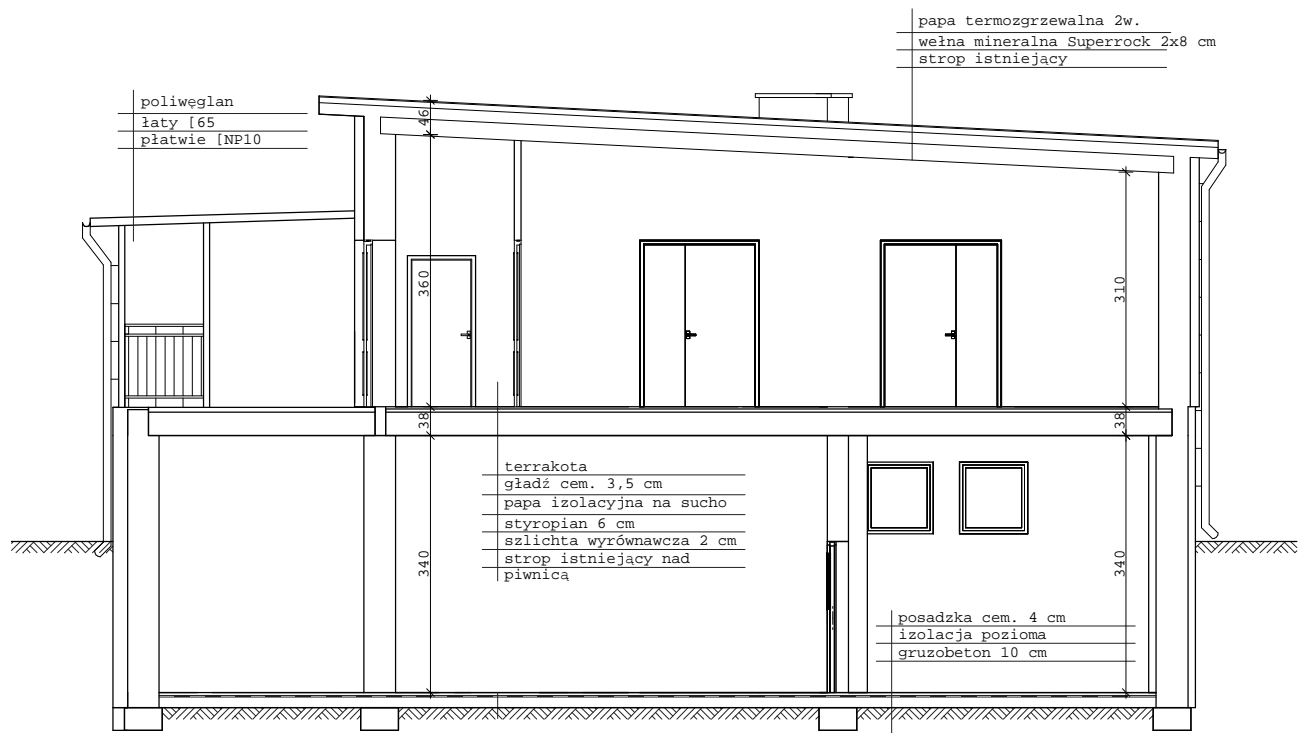 papa termozgrzewalna 2w.
wełna mineralna Superrock 2x8 cm
strop istniejący
poliwęglan
łaty [65
płatwie [NP10
46
360
310
38
38
terrakota
gładź cem. 3,5 cm
papa izolacyjna na sucho
styropian 6 cm
szlichta wyrównawcza 2 cm
strop istniejący nad
piwnicą
340
340
posadzka cem. 4 cm
izolacja pozioma
gruzobeton 10 cm